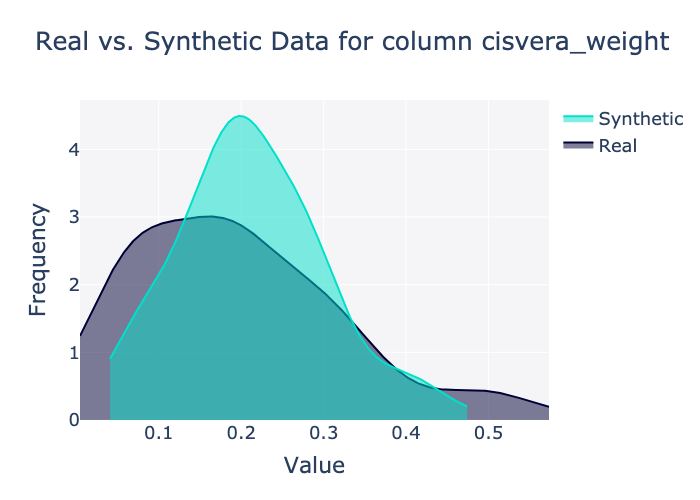 Real vs. Synthetic Data for column cisvera_weight
Synthetic
Real
Frequency
4
3
2
1
0
0.1 0.2 0.3 0.4 0.5
Value